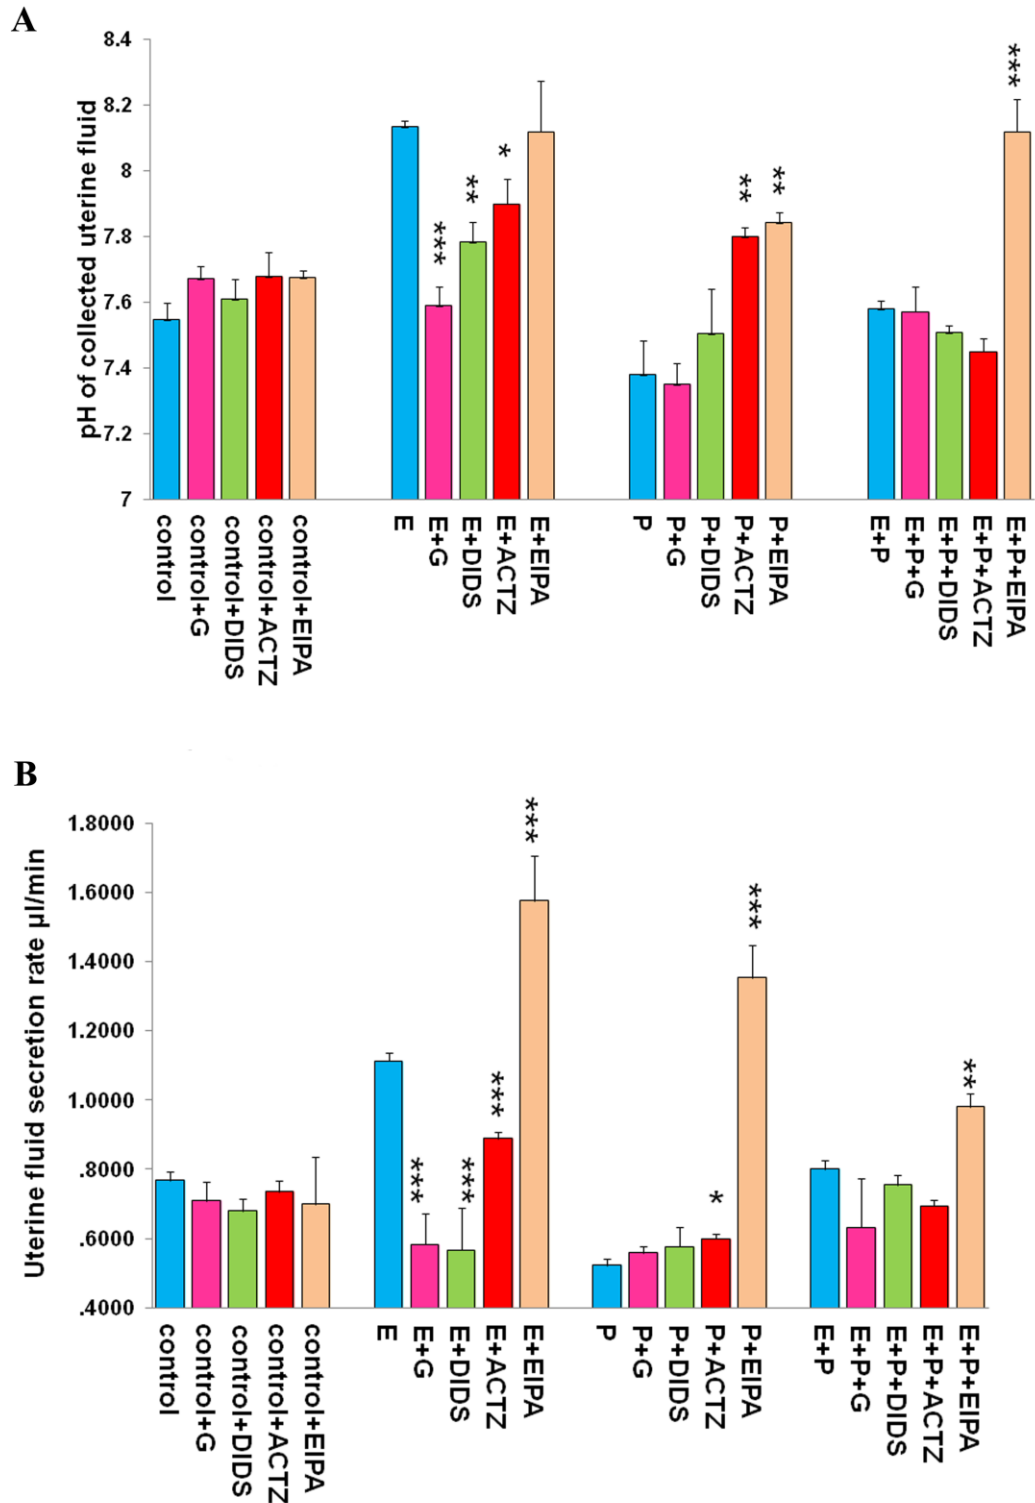 A
pH of collected uterine fluid
8.4
8.2
8
7.8
7.6
7.4
7.2
7
***
**
*
**
**
***
control
control+G
control+DIDS
control+ACTZ
control+EIPA
E
E+G
E+DIDS
E+ACTZ
E+EIPA
P
P+G
P+DIDS
P+ACTZ
P+EIPA
E+P
E+P+G
E+P+DIDS
E+P+ACTZ
E+P+EIPA
B
Uterine fluid secretion rate µl/min
1.8000
1.6000
1.4000
1.2000
1.0000
.8000
.6000
.4000
***
***
***
***
*
***
**
control
control+G
control+DIDS
control+ACTZ
control+EIPA
E
E+G
E+DIDS
E+ACTZ
E+EIPA
P
P+G
P+DIDS
P+ACTZ
P+EIPA
E+P
E+P+G
E+P+DIDS
E+P+ACTZ
E+P+EIPA